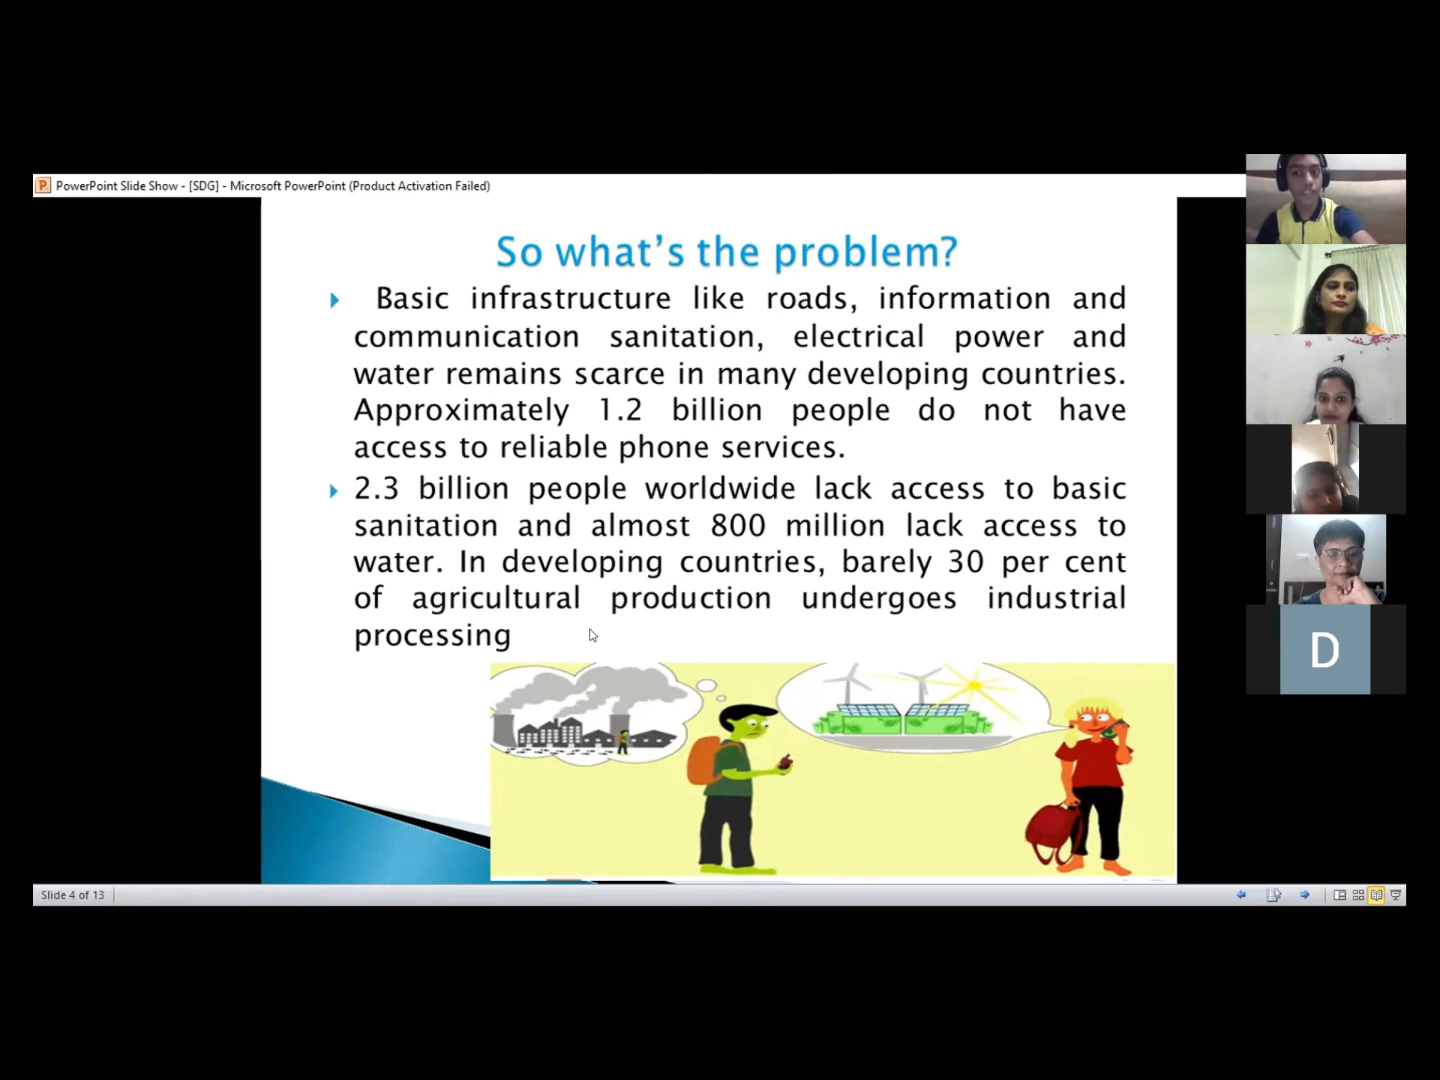 PowerPoint Slide Show - [SDG] - Microsoft PowerPoint (Product Activation Failed)
So what's the problem?
Basic infrastructure like roads, information and
communication sanitation, electrical power and
water remains scarce in many developing countries.
Approximately 1.2 billion people do not have
access to reliable phone services.
2.3 billion people worldwide lack access to basic
sanitation and almost 800 million lack access to
water. In developing countries, barely 30 per cent
of agricultural production undergoes industrial
processing
D
Slide 4 of 13